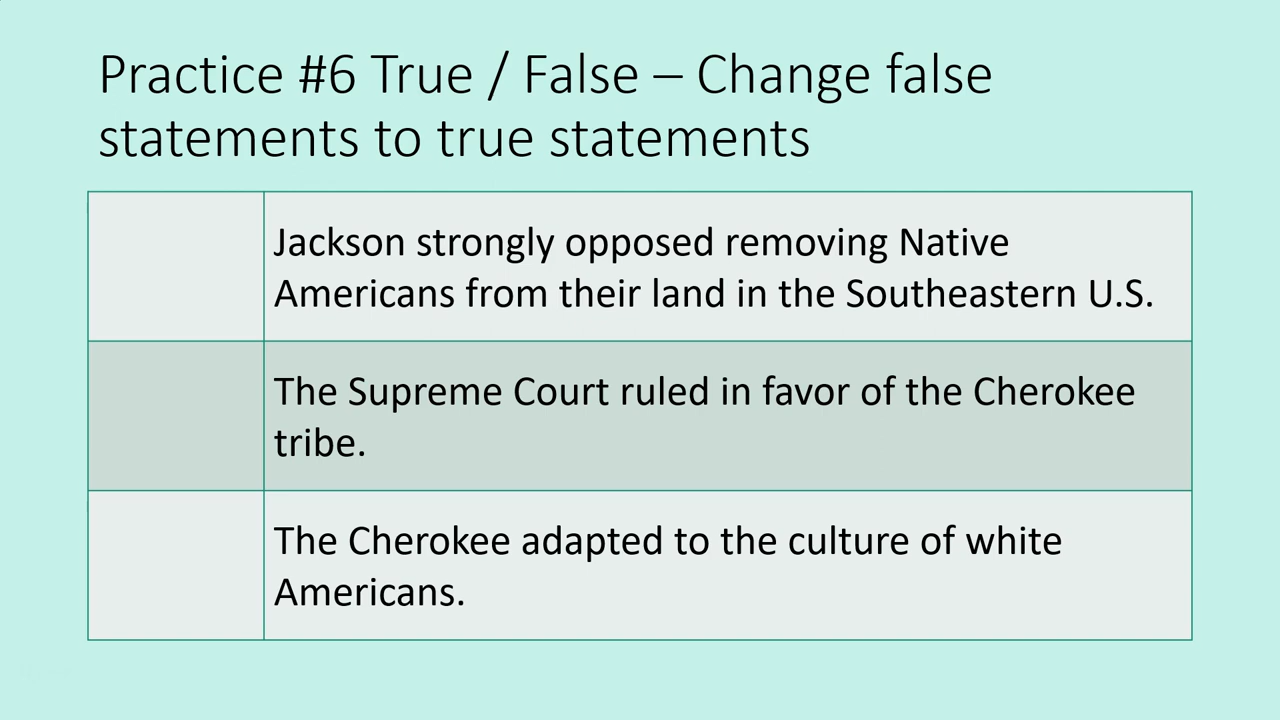 Practice #6 True / False – Change false
statements to true statements
Jackson strongly opposed removing Native
Americans from their land in the Southeastern U.S.
The Supreme Court ruled in favor of the Cherokee
tribe.
The Cherokee adapted to the culture of white
Americans.